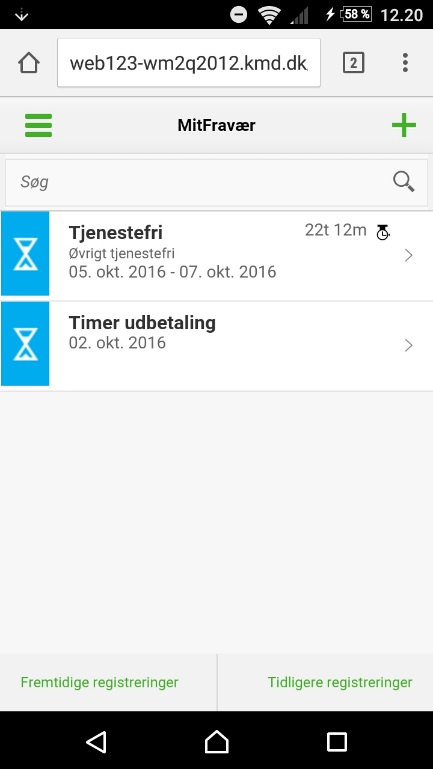 58 %
12.20
web123-wm2q2012.kmd.dk
2
MitFravær
Søg
Tjenestefri
22t 12m
Øvrigt tjenestefri
05. okt. 2016 - 07. okt. 2016
Timer udbetaling
02. okt. 2016
Fremtidige registreringer
Tidligere registreringer